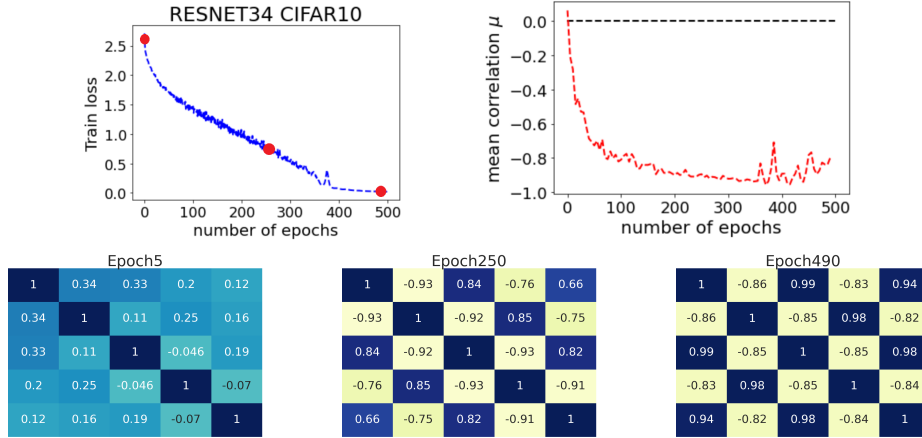 RESNET34 CIFAR10
Train loss
2.5
2.0
1.5
1.0
0.5
0.0
0 100 200 300 400 500
number of epochs
mean correlation μ
0.0
−0.2
−0.4
−0.6
−0.8
−1.0
0 100 200 300 400 500
number of epochs
Epoch5
1 0.34 0.33 0.2 0.12
0.34 1 0.11 0.25 0.16
0.33 0.11 1 -0.046 0.19
0.2 0.25 -0.046 1 -0.07
0.12 0.16 0.19 -0.07 1
Epoch250
1 -0.93 0.84 -0.76 0.66
-0.93 1 -0.92 0.85 -0.75
0.84 -0.92 1 -0.93 0.82
-0.76 0.85 -0.93 1 -0.91
0.66 -0.75 0.82 -0.91 1
Epoch490
1 -0.86 0.99 -0.83 0.94
-0.86 1 -0.85 0.98 -0.82
0.99 -0.85 1 -0.85 0.98
-0.83 0.98 -0.85 1 -0.84
0.94 -0.82 0.98 -0.84 1